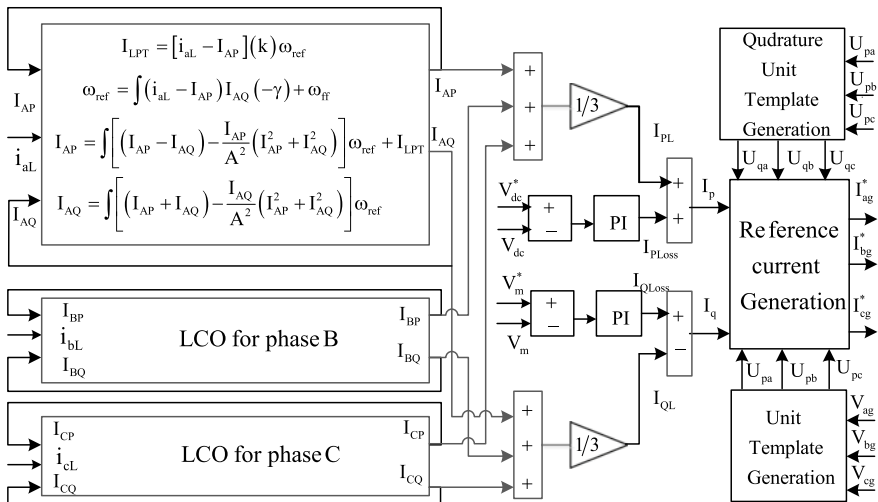 I_LPT = [i_aL − I_AP](k)ω_ref
ω_ref = ∫(i_aL − I_AP)I_AQ(−γ) + ω_ff
I_AP = ∫[(I_AP − I_AQ) − I_AP/A²(I²_AP + I²_AQ)]ω_ref + I_LPT
I_AQ = ∫[(I_AP + I_AQ) − I_AQ/A²(I²_AP + I²_AQ)]ω_ref
I_AP
i_aL
I_AQ
I_AP
I_AQ
I_BP
i_bL
I_BQ
LCO for phase B
I_BP
I_BQ
I_CP
i_cL
I_CQ
LCO for phase C
I_CP
I_CQ
+
+
+
1/3
I_PL
V*_dc
V_dc
+
−
PI
I_PLoss
+
+
I_p
V*_m
V_m
+
−
PI
I_QLoss
+
−
I_q
I_QL
+
+
+
1/3
Qudrature
Unit
Template
Generation
U_pa
U_pb
U_pc
U_qa
U_qb
U_qc
Reference
current
Generation
I*_ag
I*_bg
I*_cg
U_pa
U_pb
U_pc
Unit
Template
Generation
V_ag
V_bg
V_cg